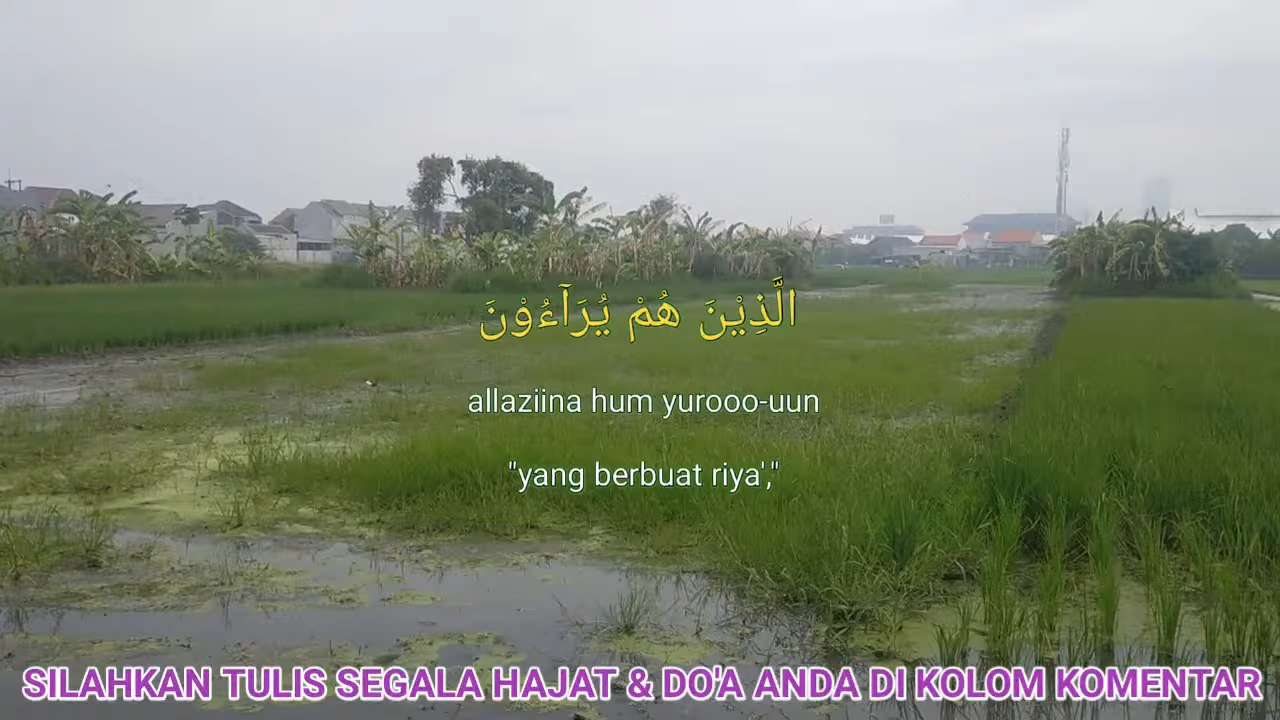 الَّذِيْنَ هُمْ يُرَآءُوْنَ
allaziina hum yurooo-uun
"yang berbuat riya',"
SILAHKAN TULIS SEGALA HAJAT & DO'A ANDA DI KOLOM KOMENTAR